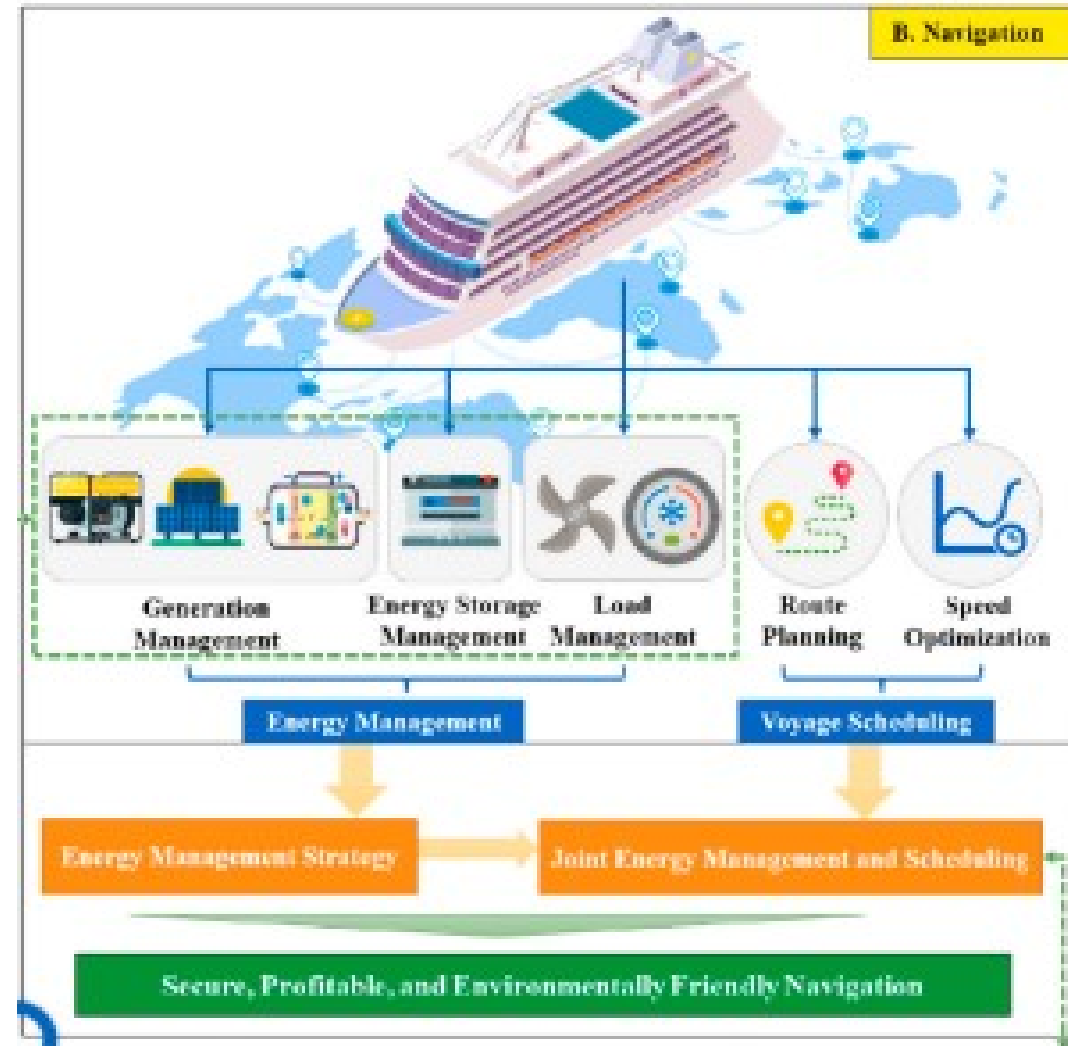 B. Navigation
Generation
Management
Energy Storage
Management
Load
Management
Route
Planning
Speed
Optimization
Energy Management
Voyage Scheduling
Energy Management Strategy
Joint Energy Management and Scheduling
Secure, Profitable, and Environmentally Friendly Navigation